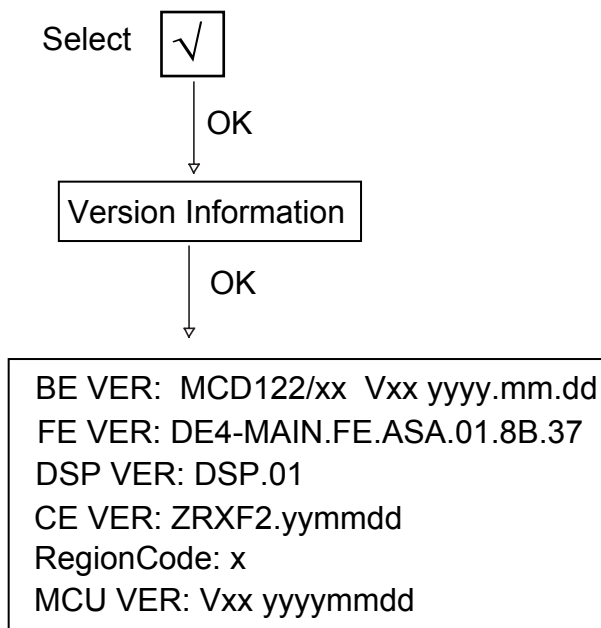 Select √
OK
Version Information
OK
BE VER: MCD122/xx Vxx yyyy.mm.dd
FE VER: DE4-MAIN.FE.ASA.01.8B.37
DSP VER: DSP.01
CE VER: ZRXF2.yymmdd
RegionCode: x
MCU VER: Vxx yyyymmdd